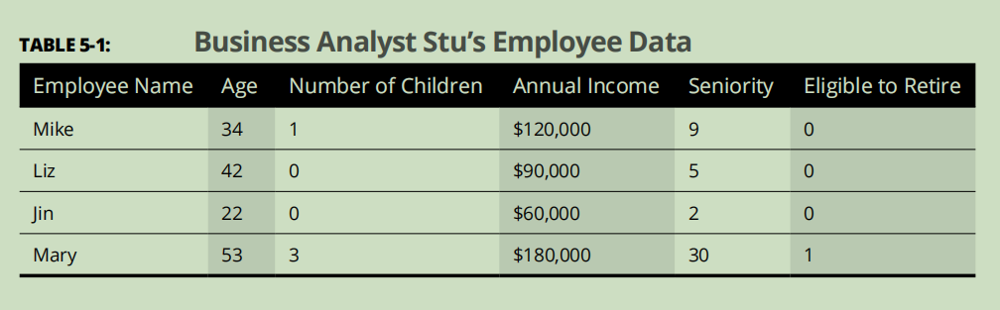 TABLE 5-1: Business Analyst Stu’s Employee Data
Employee Name Age Number of Children Annual Income Seniority Eligible to Retire
Mike 34 1 $120,000 9 0
Liz 42 0 $90,000 5 0
Jin 22 0 $60,000 2 0
Mary 53 3 $180,000 30 1